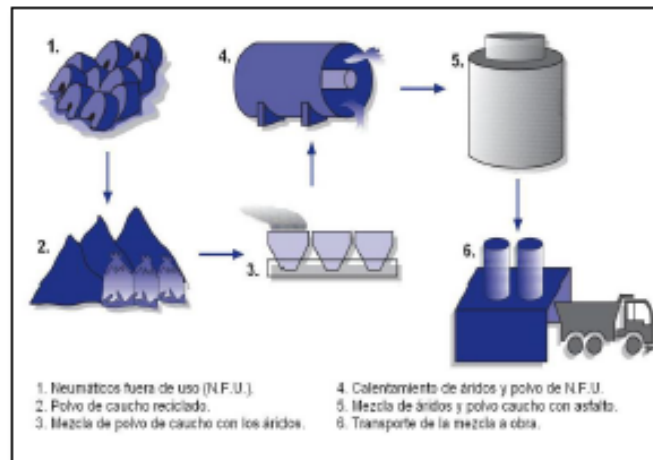 1.
4.
5.
2.
3.
6.
1. Neumáticos fuera de uso (N.F.U.).
2. Polvo de caucho reciclado.
3. Mezcla de polvo de caucho con los áridos.
4. Calentamiento de áridos y polvo de N.F.U.
5. Mezcla de áridos y polvo caucho con asfalto.
6. Transporte de la mezcla a obra.